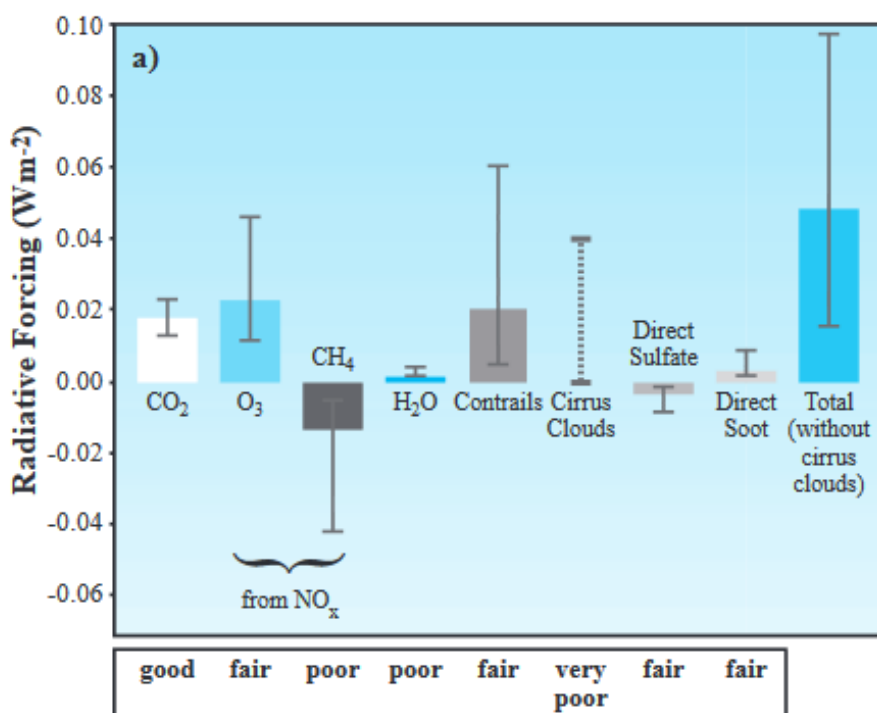 0.10
a)
0.08
0.06
0.04
0.02
0.00
-0.02
-0.04
-0.06
Radiative Forcing (Wm⁻²)
CO₂
O₃
CH₄
H₂O
Contrails
Cirrus
Clouds
Direct
Sulfate
Direct
Soot
Total
(without
cirrus
clouds)
from NOₓ
good fair poor poor fair very poor fair fair